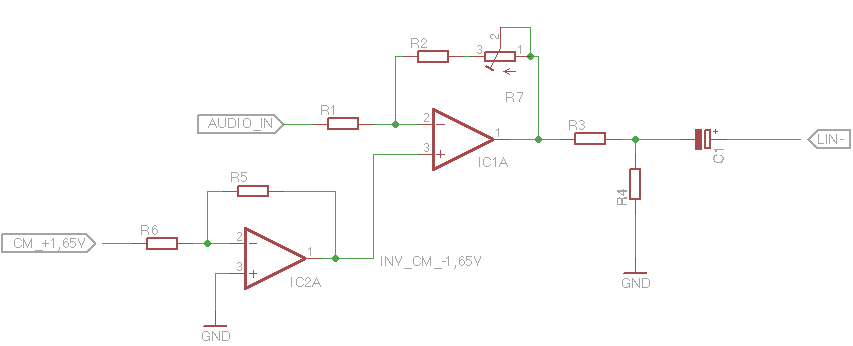 2
R2
3
1
R7
R1
AUDIO_IN
2
−
1
3
+
IC1A
R3
+
C1
LIN-
R4
GND
R5
R6
CM_+1,65V
2
−
1
3
+
IC2A
INV_CM_-1,65V
GND